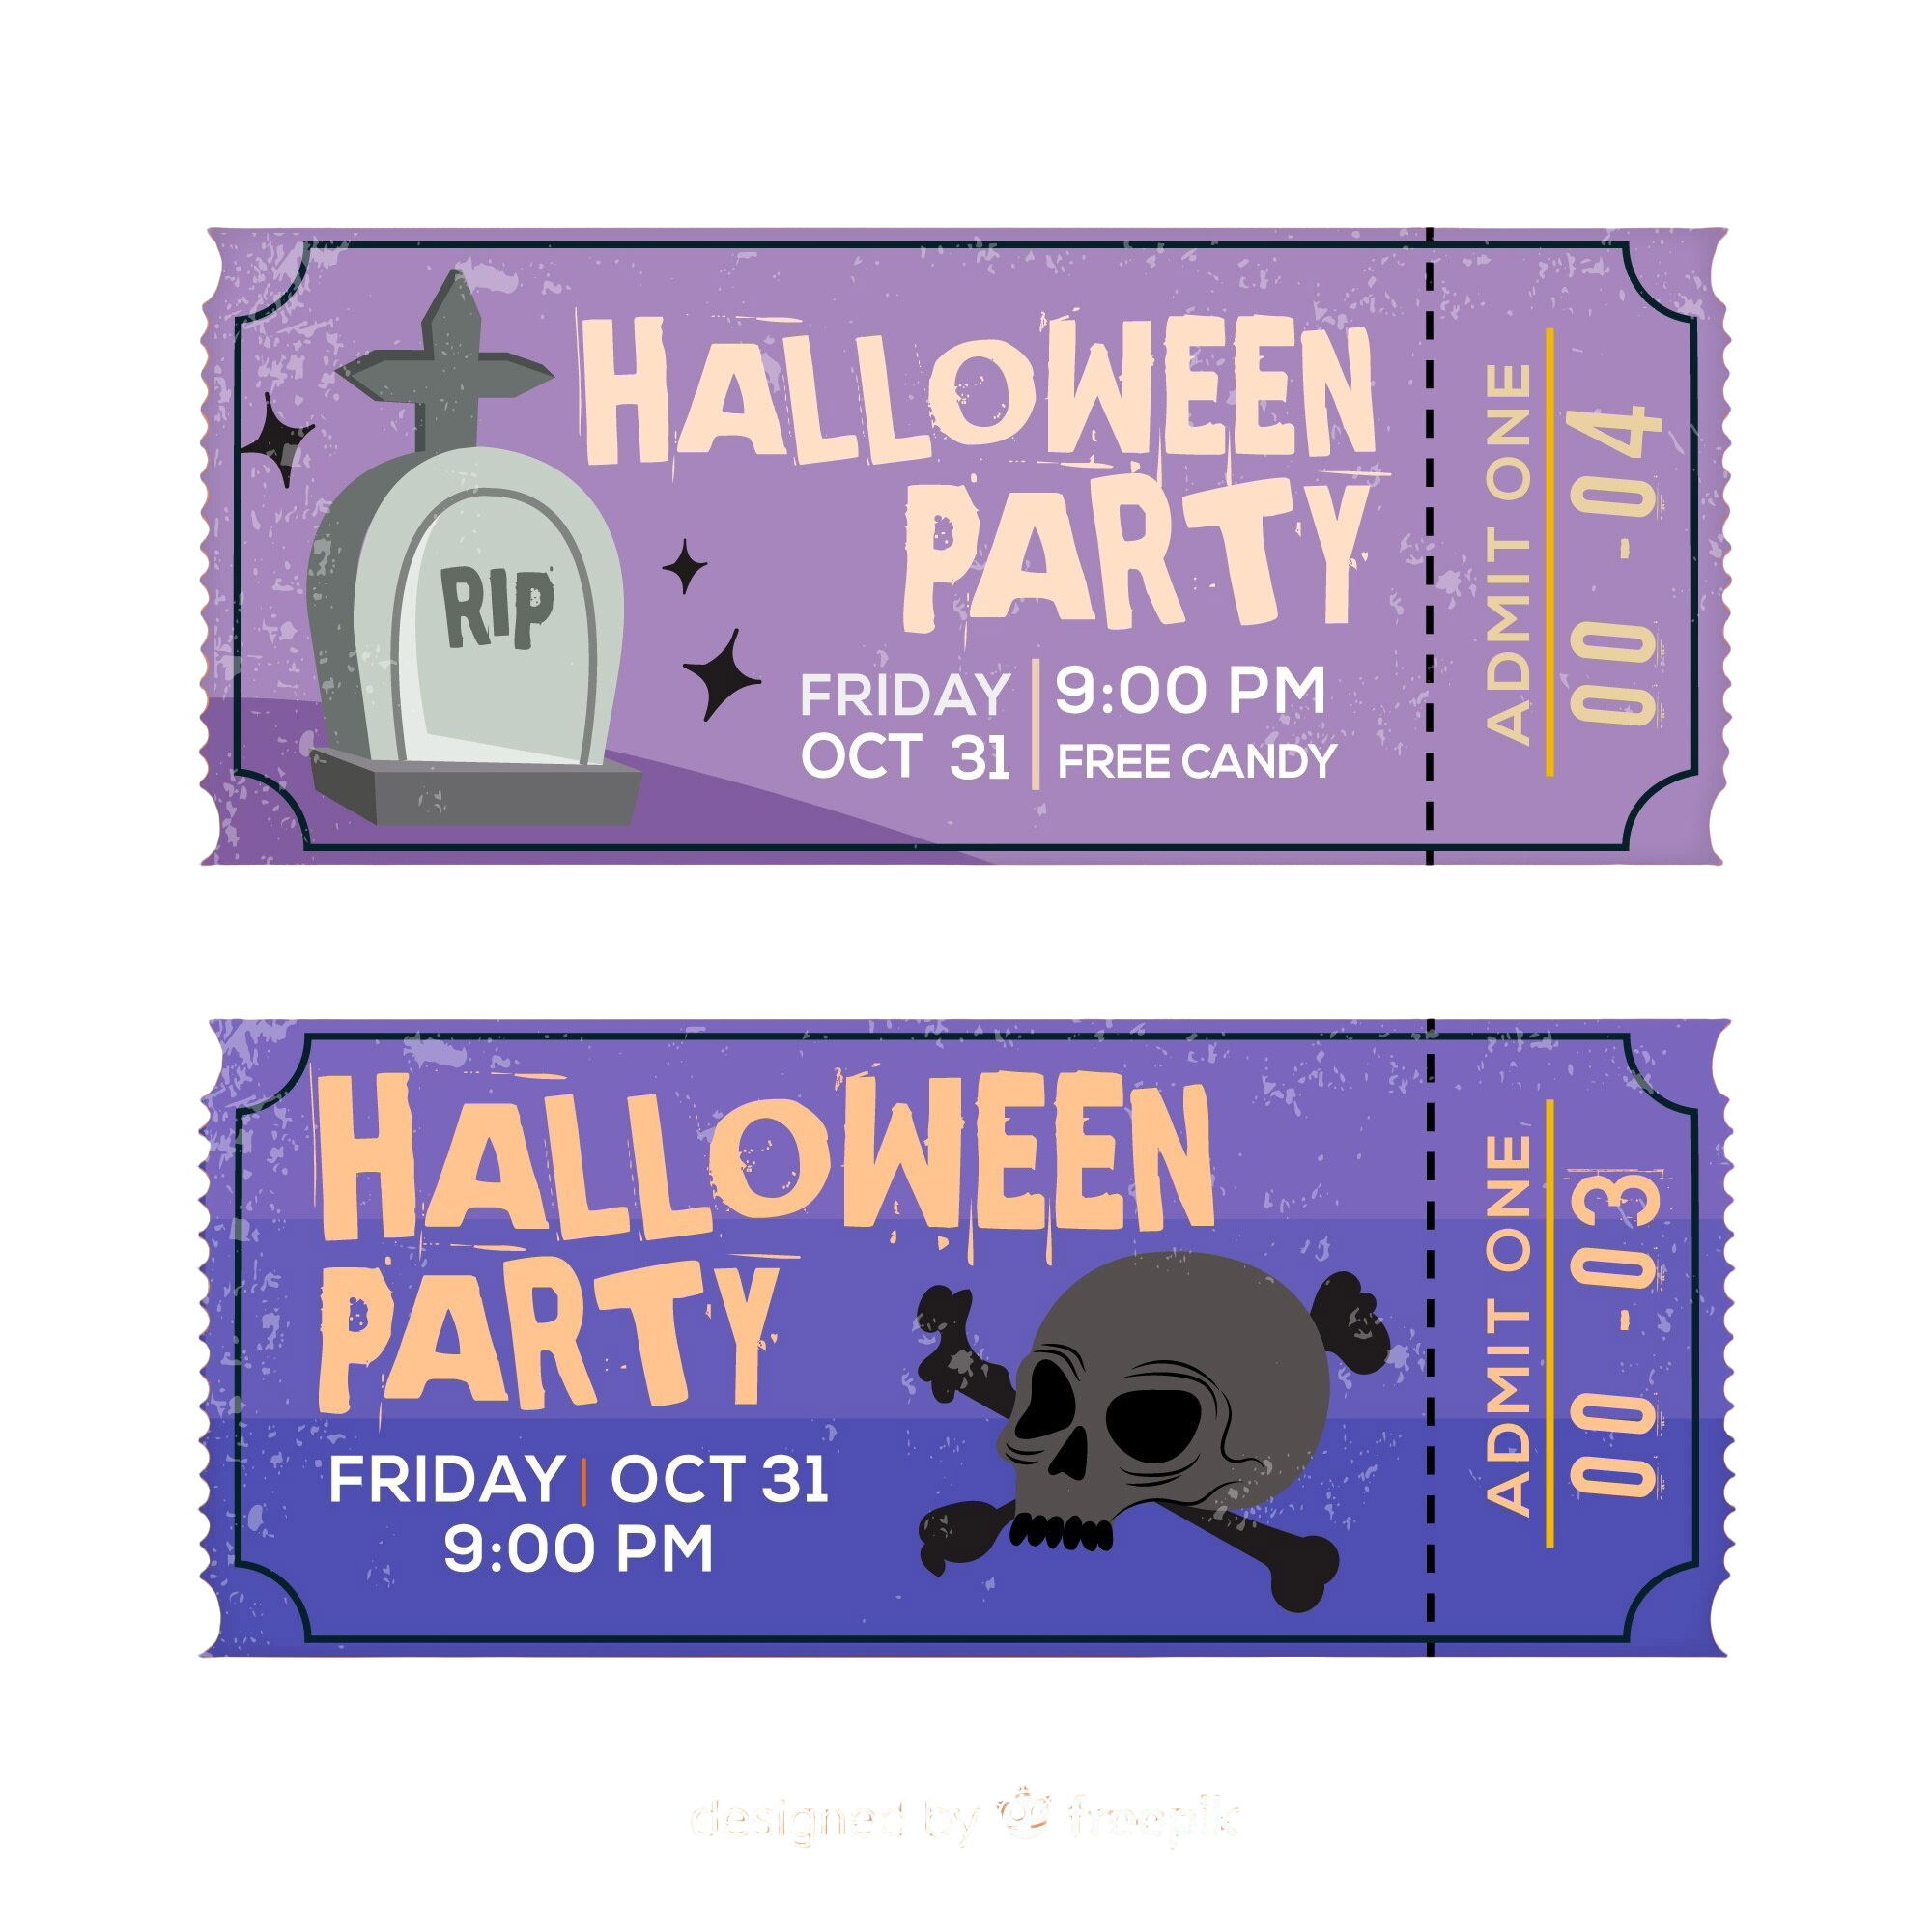 HALLOWEEN
PARTY
RIP
FRIDAY
OCT 31
9:00 PM
FREE CANDY
ADMIT ONE
00 - 04
HALLOWEEN
PARTY
FRIDAY | OCT 31
9:00 PM
ADMIT ONE
00 - 03
designed by freepik